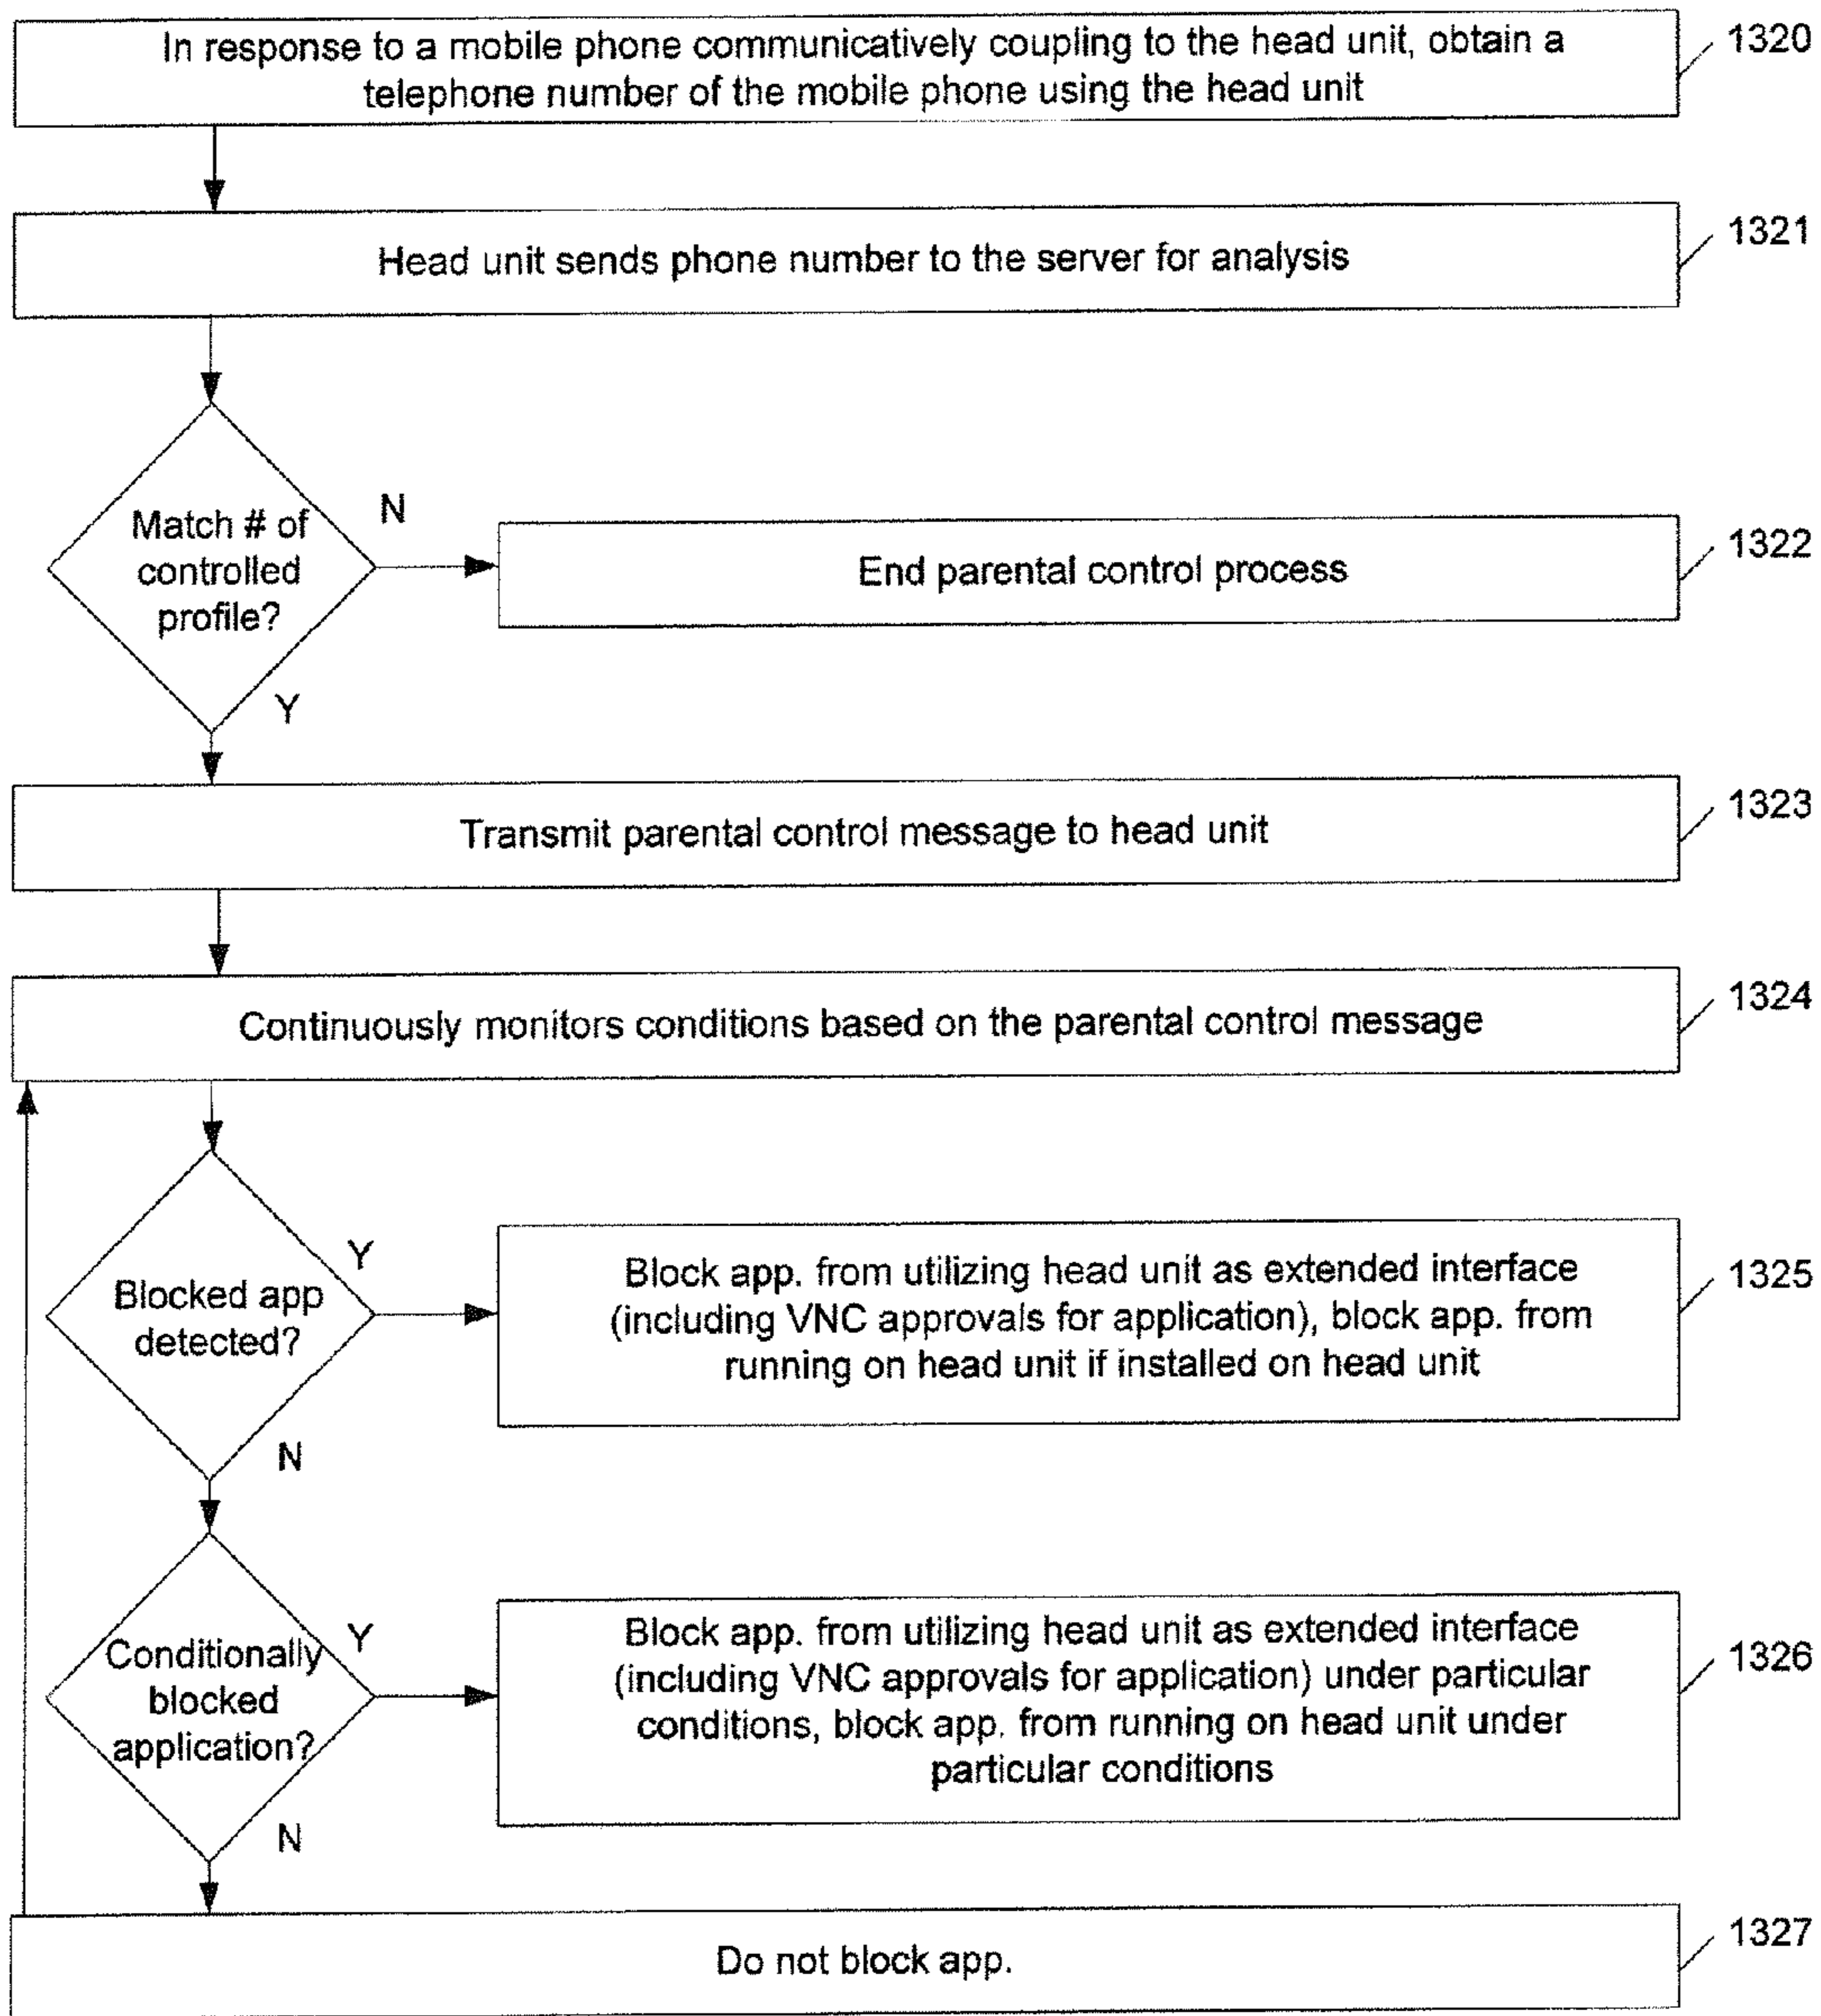 In response to a mobile phone communicatively coupling to the head unit, obtain a
telephone number of the mobile phone using the head unit
1320
Head unit sends phone number to the server for analysis
1321
Match # of
controlled
profile?
N
Y
End parental control process
1322
Transmit parental control message to head unit
1323
Continuously monitors conditions based on the parental control message
1324
Blocked app
detected?
Y
N
Block app. from utilizing head unit as extended interface
(including VNC approvals for application), block app. from
running on head unit if installed on head unit
1325
Conditionally
blocked
application?
Y
N
Block app. from utilizing head unit as extended interface
(including VNC approvals for application) under particular
conditions, block app. from running on head unit under
particular conditions
1326
Do not block app.
1327